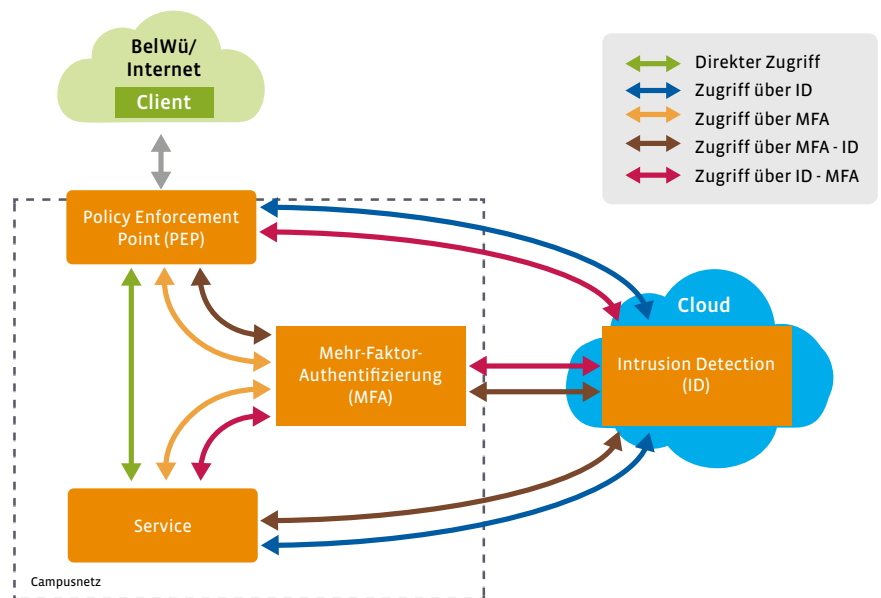 BelWü/
Internet
Client
Direkter Zugriff
Zugriff über ID
Zugriff über MFA
Zugriff über MFA - ID
Zugriff über ID - MFA
Policy Enforcement
Point (PEP)
Cloud
Mehr-Faktor-
Authentifizierung
(MFA)
Intrusion Detection
(ID)
Service
Campusnetz